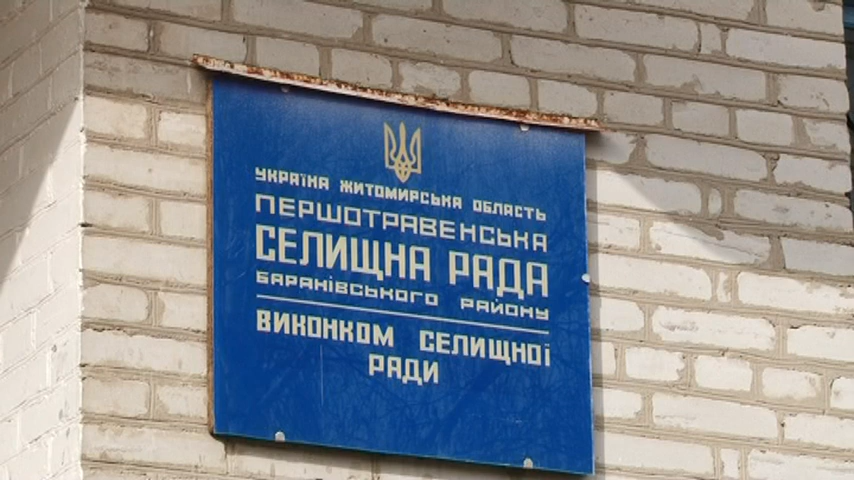 УКРАЇНА ЖИТОМИРСЬКА ОБЛАСТЬ
ПЕРШОТРАВЕНСЬКА
СЕЛИЩНА РАДА
БАРАНІВСЬКОГО РАЙОНУ
ВИКОНКОМ СЕЛИЩНОЇ
РАДИ